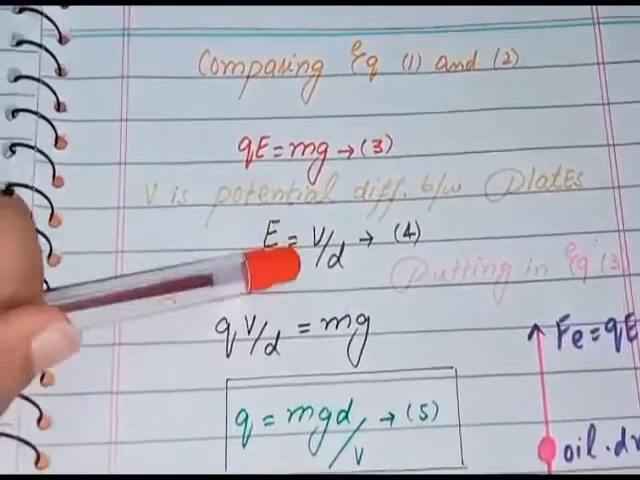 Comparing Eq (1) and (2)
qE = mg → (3)
V is potential diff. b/w Plates
E = V/d → (4)
Putting in Eq (3
q V/d = mg
Fe = qE
q = mgd/V → (5)
oil.dr